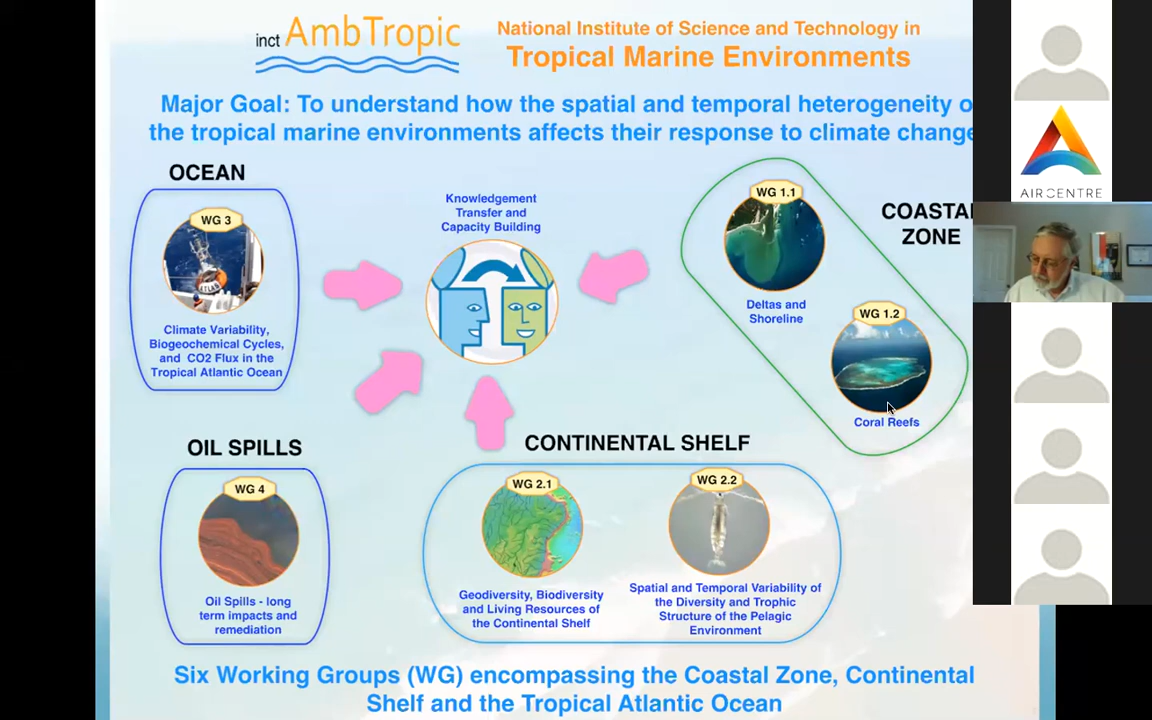 inct AmbTropic
National Institute of Science and Technology in
Tropical Marine Environments
Major Goal: To understand how the spatial and temporal heterogeneity o
the tropical marine environments affects their response to climate change
OCEAN
WG 3
Climate Variability,
Biogeochemical Cycles,
and CO2 Flux in the
Tropical Atlantic Ocean
Knowledgement
Transfer and
Capacity Building
WG 1.1
Deltas and
Shoreline
COASTAL
ZONE
WG 1.2
Coral Reefs
AIR CENTRE
OIL SPILLS
WG 4
Oil Spills - long
term impacts and
remediation
CONTINENTAL SHELF
WG 2.1
Geodiversity, Biodiversity
and Living Resources of
the Continental Shelf
WG 2.2
Spatial and Temporal Variability of
the Diversity and Trophic
Structure of the Pelagic
Environment
Six Working Groups (WG) encompassing the Coastal Zone, Continental
Shelf and the Tropical Atlantic Ocean